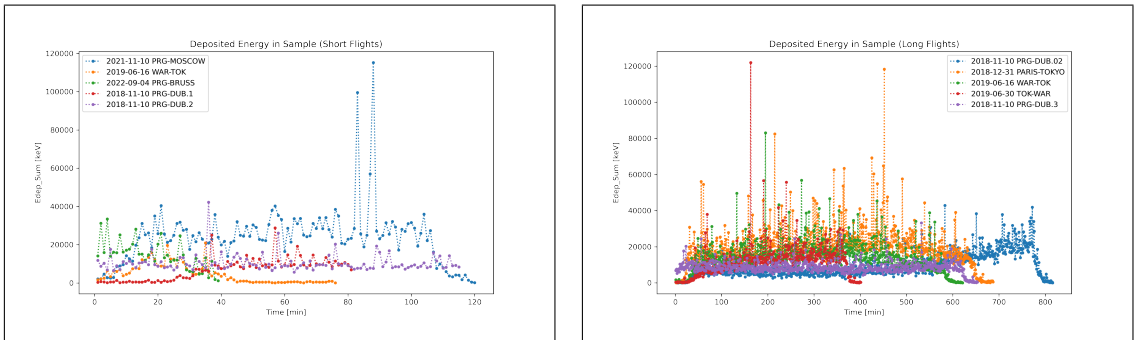 Deposited Energy in Sample (Short Flights)
120000
100000
80000
60000
40000
20000
0
Edep_Sum [keV]
2021-11-10 PRG-MOSCOW
2019-06-16 WAR-TOK
2022-09-04 PRG-BRUSS
2018-11-10 PRG-DUB.1
2018-11-10 PRG-DUB.2
0 20 40 60 80 100 120
Time [min]
Deposited Energy in Sample (Long Flights)
120000
100000
80000
60000
40000
20000
0
Edep_Sum [keV]
2018-11-10 PRG-DUB.02
2018-12-31 PARIS-TOKYO
2019-06-16 WAR-TOK
2019-06-30 TOK-WAR
2018-11-10 PRG-DUB.3
0 100 200 300 400 500 600 700 800
Time [min]